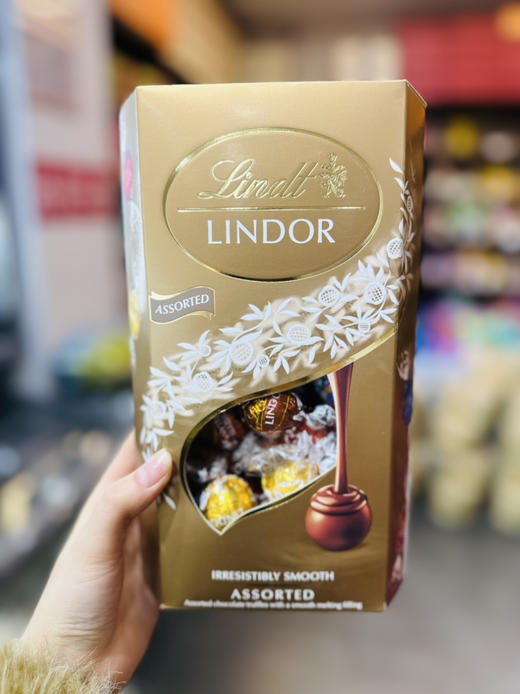 Lindt
LINDOR
ASSORTED
LINDOR
IRRESISTIBLY SMOOTH
ASSORTED
Assorted chocolate truffles with a smooth melting filling